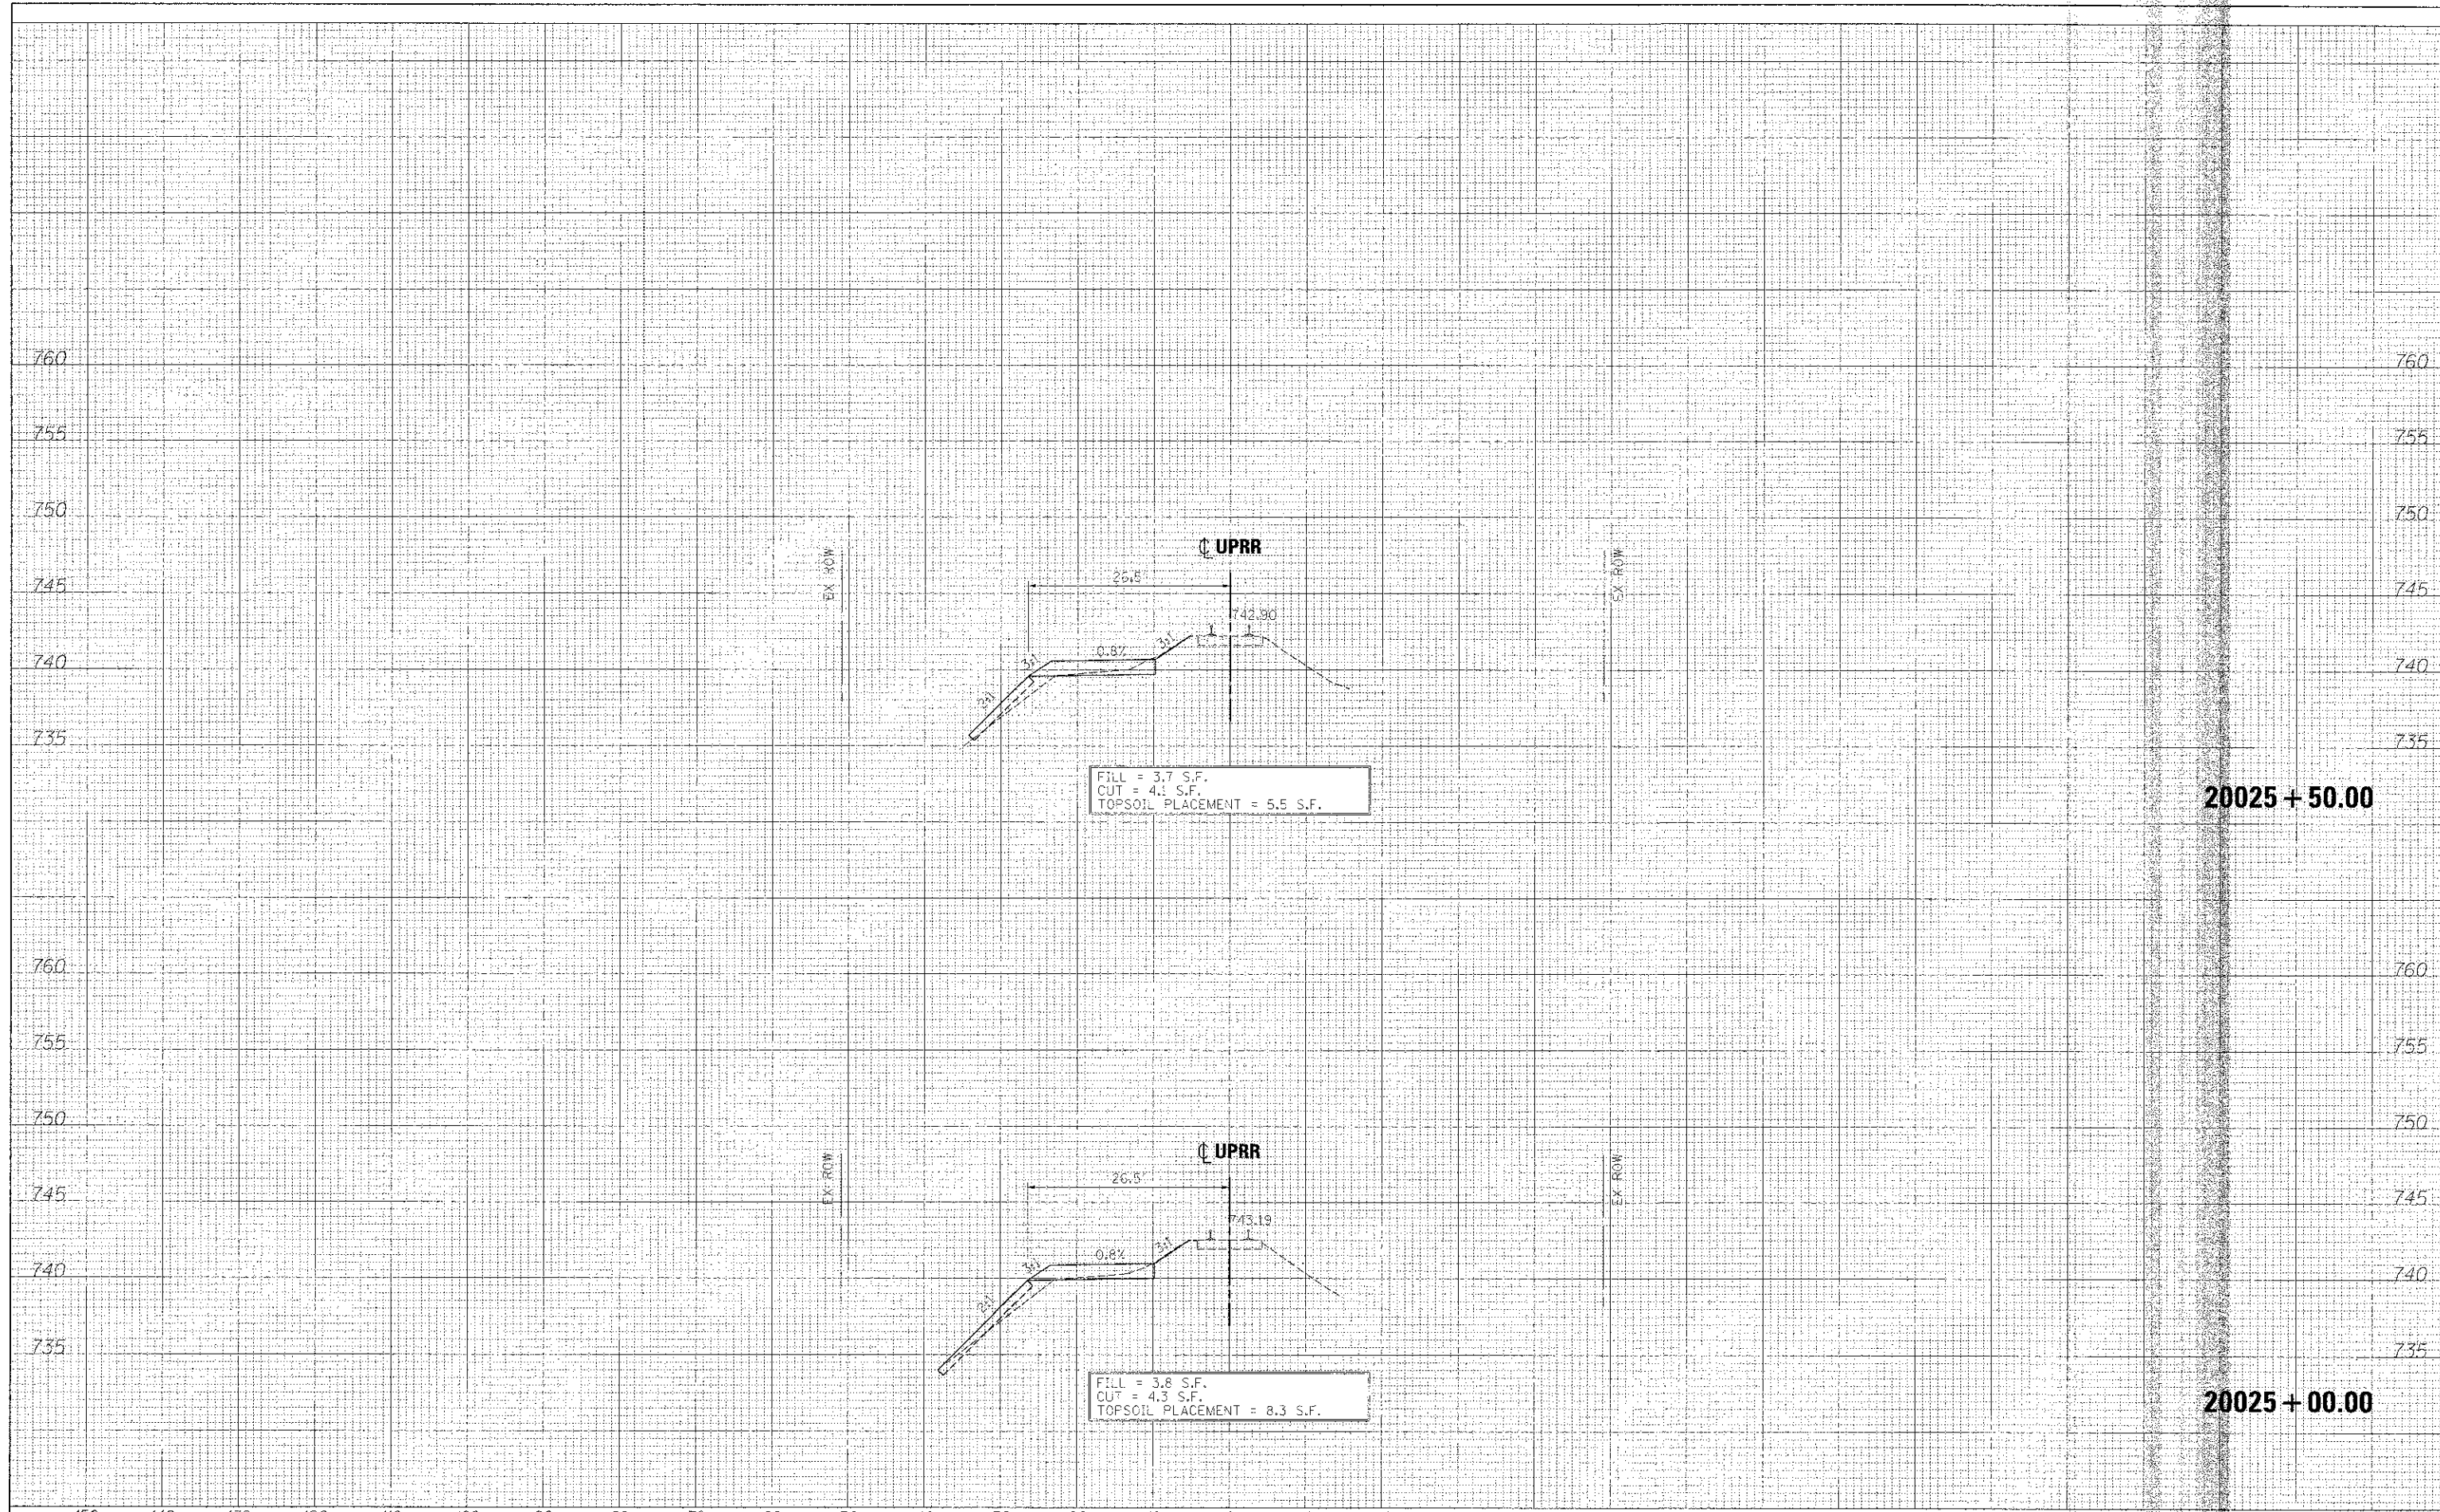 760 760
755 755
750 750
EX ROW ℄ UPRR EX ROW
745 26.5' 745
742.90
3:1 0.8% 3:1
740 740
2:1
735 735
FILL = 3.7 S.F.
CUT = 4.1 S.F.
TOPSOIL PLACEMENT = 5.5 S.F.
20025 + 50.00
760 760
755 755
750 750
EX ROW ℄ UPRR EX ROW
745 26.5' 745
743.19
3:1 0.8% 3:1
740 740
2:1
735 735
FILL = 3.8 S.F.
CUT = 4.3 S.F.
TOPSOIL PLACEMENT = 8.3 S.F.
20025 + 00.00